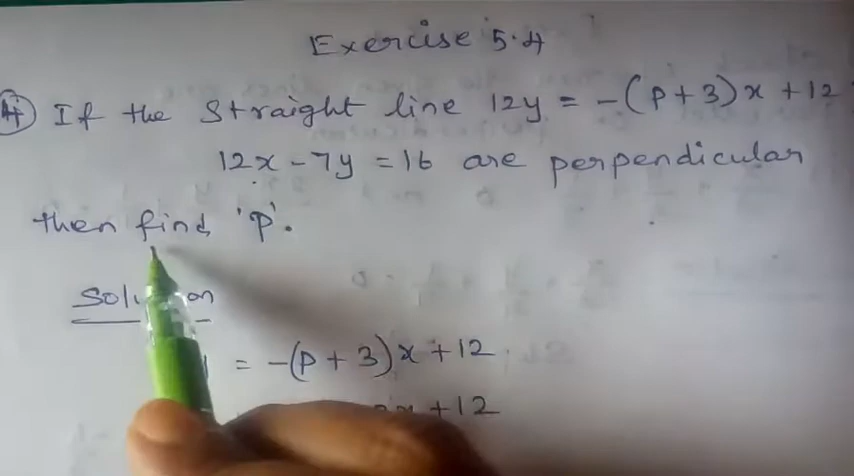 Exercise 5.4
4) If the Straight line 12y = -(P+3)x +12
12x - 7y = 16 are perpendicular
then find 'P'.
Solution
= -(P+3)x +12
x +12